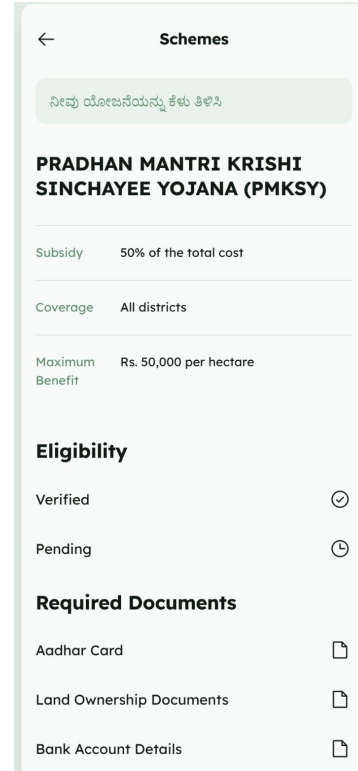 Schemes
ನೀವು ಯೋಜನೆಯನ್ನು ಕೆಳು ತಿಳಿಸಿ
PRADHAN MANTRI KRISHI
SINCHAYEE YOJANA (PMKSY)
Subsidy 50% of the total cost
Coverage All districts
Maximum Rs. 50,000 per hectare
Benefit
Eligibility
Verified
Pending
Required Documents
Aadhar Card
Land Ownership Documents
Bank Account Details